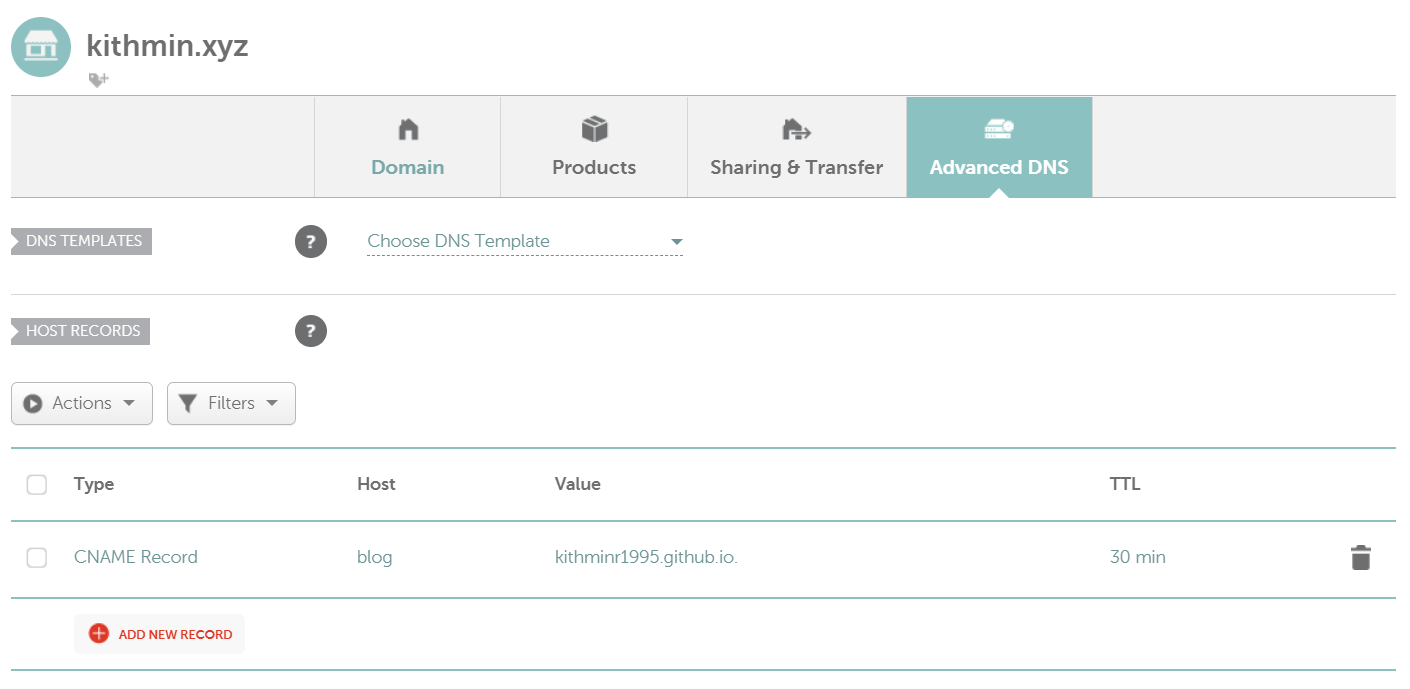 kithmin.xyz
Domain
Products
Sharing & Transfer
Advanced DNS
DNS TEMPLATES
?
Choose DNS Template
HOST RECORDS
?
Actions
Filters
Type Host Value TTL
CNAME Record blog kithminr1995.github.io. 30 min
ADD NEW RECORD